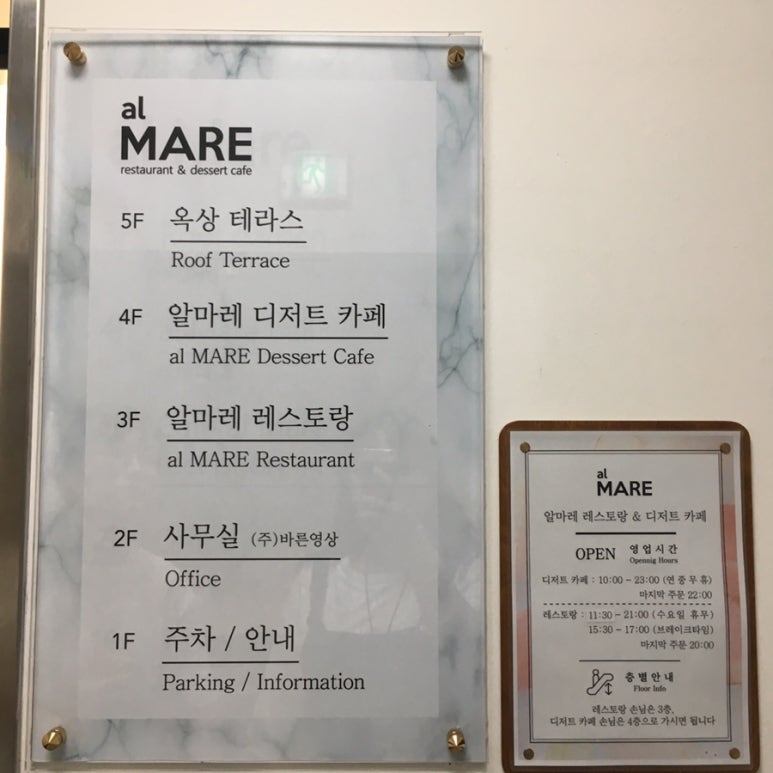 al
MARE
restaurant & dessert cafe
5F 옥상 테라스
Roof Terrace
4F 알마레 디저트 카페
al MARE Dessert Cafe
3F 알마레 레스토랑
al MARE Restaurant
2F 사무실 (주)바른영상
Office
1F 주차 / 안내
Parking / Information
al
MARE
알마레 레스토랑 & 디저트 카페
OPEN 영업시간
Opennig Hours
디저트 카페 : 10:00 - 23:00 (연중무휴)
마지막 주문 22:00
레스토랑 : 11:30 - 21:00 (수요일 휴무)
15:30 - 17:00 (브레이크타임)
마지막 주문 20:00
층별안내
Floor Info
레스토랑 손님은 3층,
디저트 카페 손님은 4층으로 가시면 됩니다